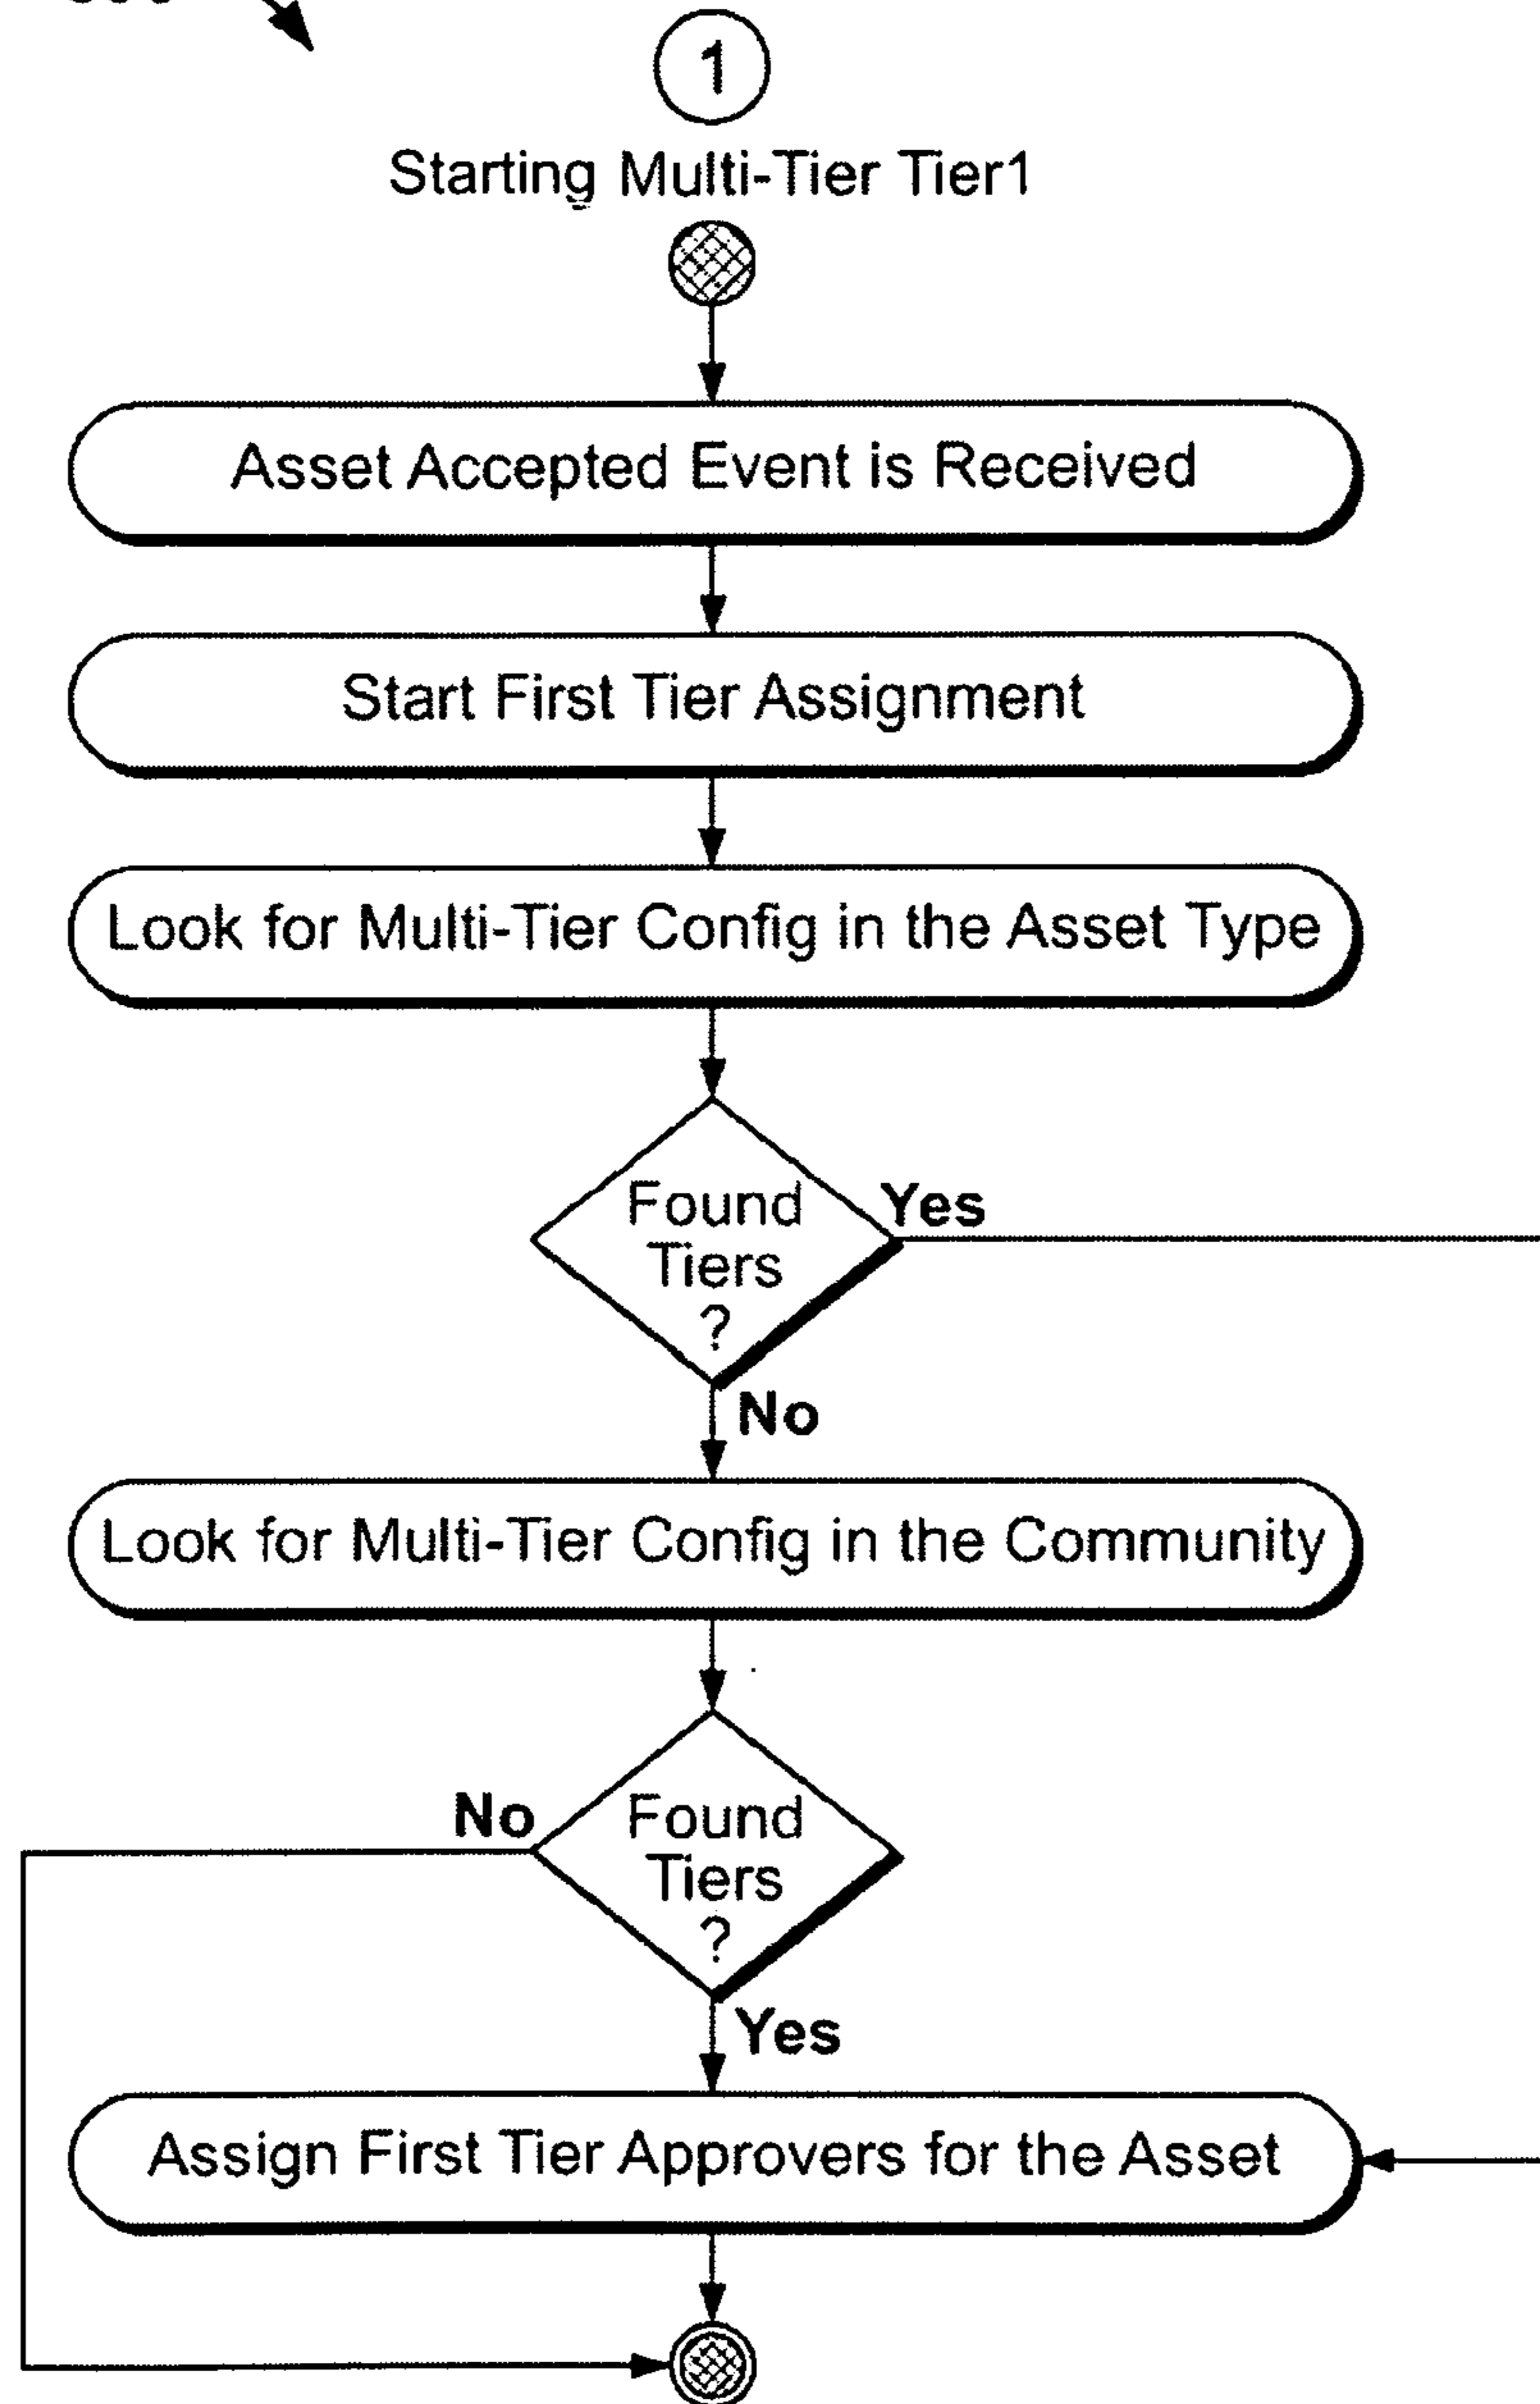 1
Starting Multi-Tier Tier1
Asset Accepted Event is Received
Start First Tier Assignment
Look for Multi-Tier Config in the Asset Type
Found
Tiers
?
Yes
No
Look for Multi-Tier Config in the Community
No
Found
Tiers
?
Yes
Assign First Tier Approvers for the Asset